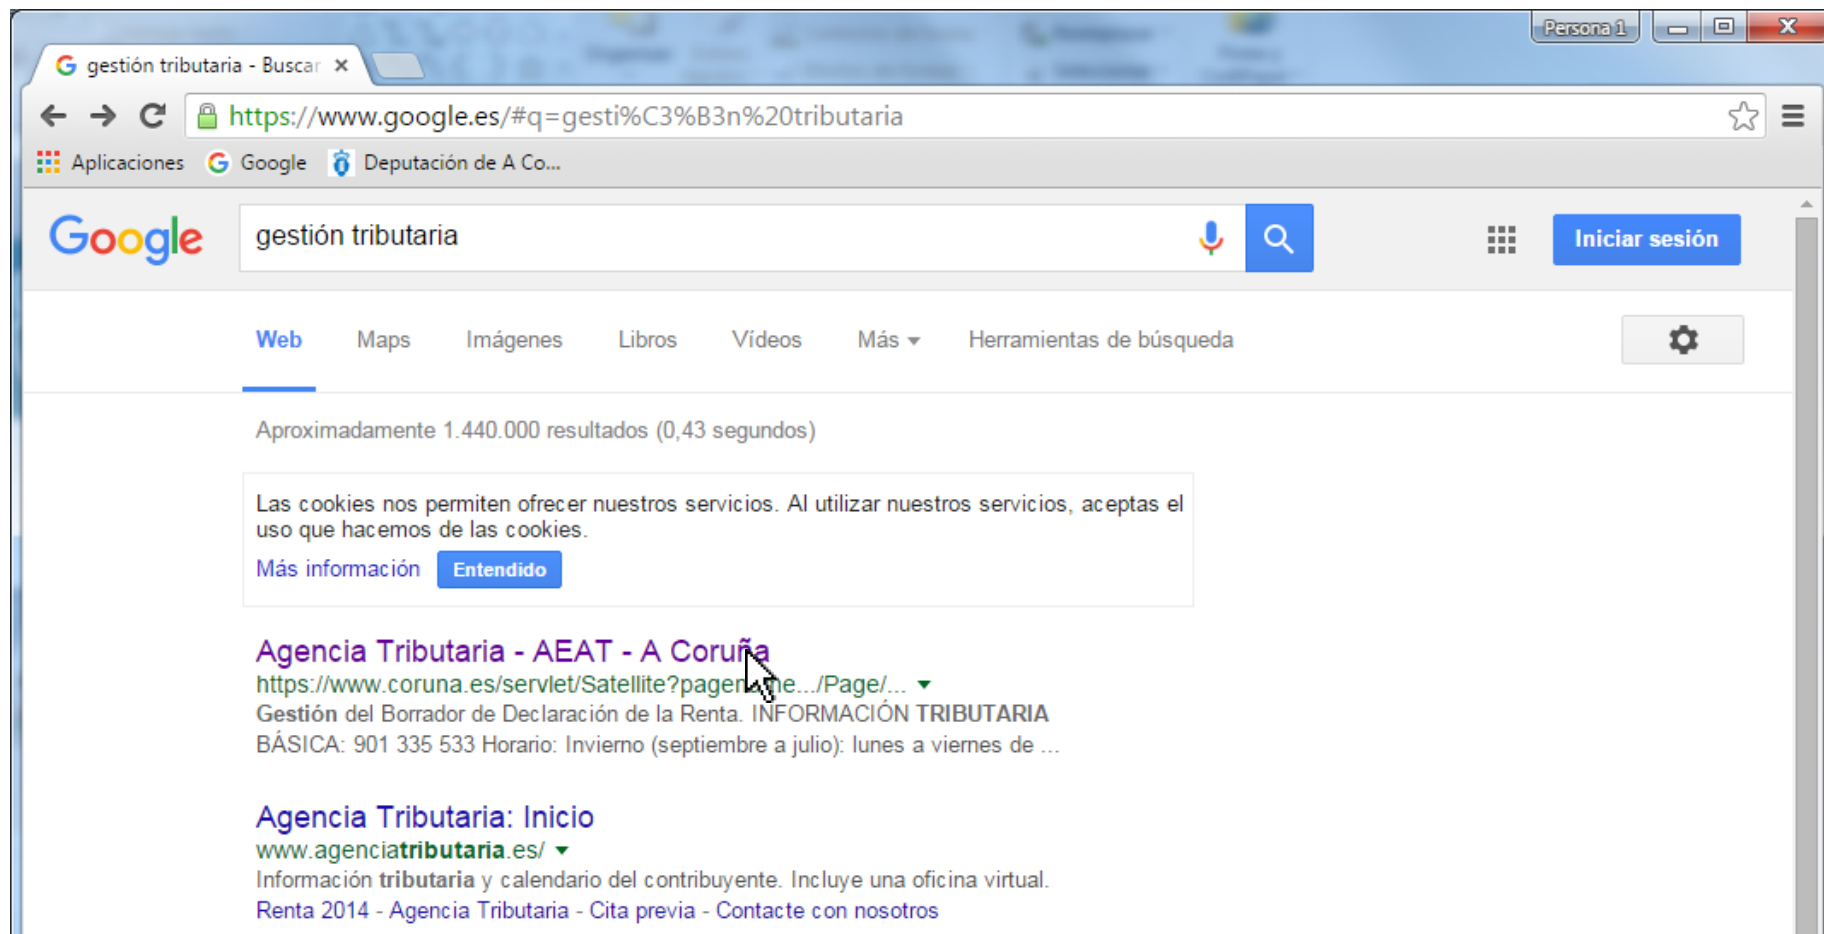 Persona 1
gestión tributaria - Buscar
https://www.google.es/#q=gesti%C3%B3n%20tributaria
Aplicaciones Google Deputación de A Co...
Google gestión tributaria Iniciar sesión
Web Maps Imágenes Libros Vídeos Más Herramientas de búsqueda
Aproximadamente 1.440.000 resultados (0,43 segundos)
Las cookies nos permiten ofrecer nuestros servicios. Al utilizar nuestros servicios, aceptas el
uso que hacemos de las cookies.
Más información Entendido
Agencia Tributaria - AEAT - A Coruña
https://www.coruna.es/servlet/Satellite?pagename.../Page/...
Gestión del Borrador de Declaración de la Renta. INFORMACIÓN TRIBUTARIA
BÁSICA: 901 335 533 Horario: Invierno (septiembre a julio): lunes a viernes de ...
Agencia Tributaria: Inicio
www.agenciatributaria.es/
Información tributaria y calendario del contribuyente. Incluye una oficina virtual.
Renta 2014 - Agencia Tributaria - Cita previa - Contacte con nosotros